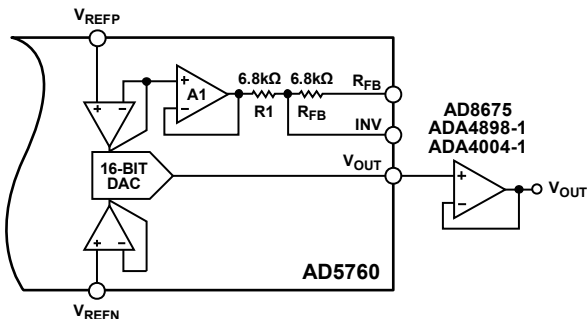 VREFP
6.8kΩ 6.8kΩ RFB
A1
R1 RFB
INV
AD8675
ADA4898-1
ADA4004-1
16-BIT
DAC
VOUT
VOUT
AD5760
VREFN